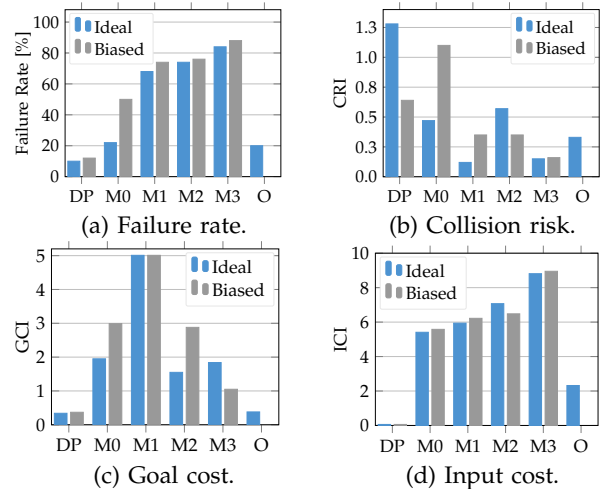 Failure Rate [%]
100
80
60
40
20
0
Ideal
Biased
DP M0 M1 M2 M3 O
(a) Failure rate.
CRI
1.3
1.0
0.8
0.5
0.3
0.0
Ideal
Biased
DP M0 M1 M2 M3 O
(b) Collision risk.
GCI
5
4
3
2
1
0
Ideal
Biased
DP M0 M1 M2 M3 O
(c) Goal cost.
ICI
10
8
6
4
2
0
Ideal
Biased
DP M0 M1 M2 M3 O
(d) Input cost.